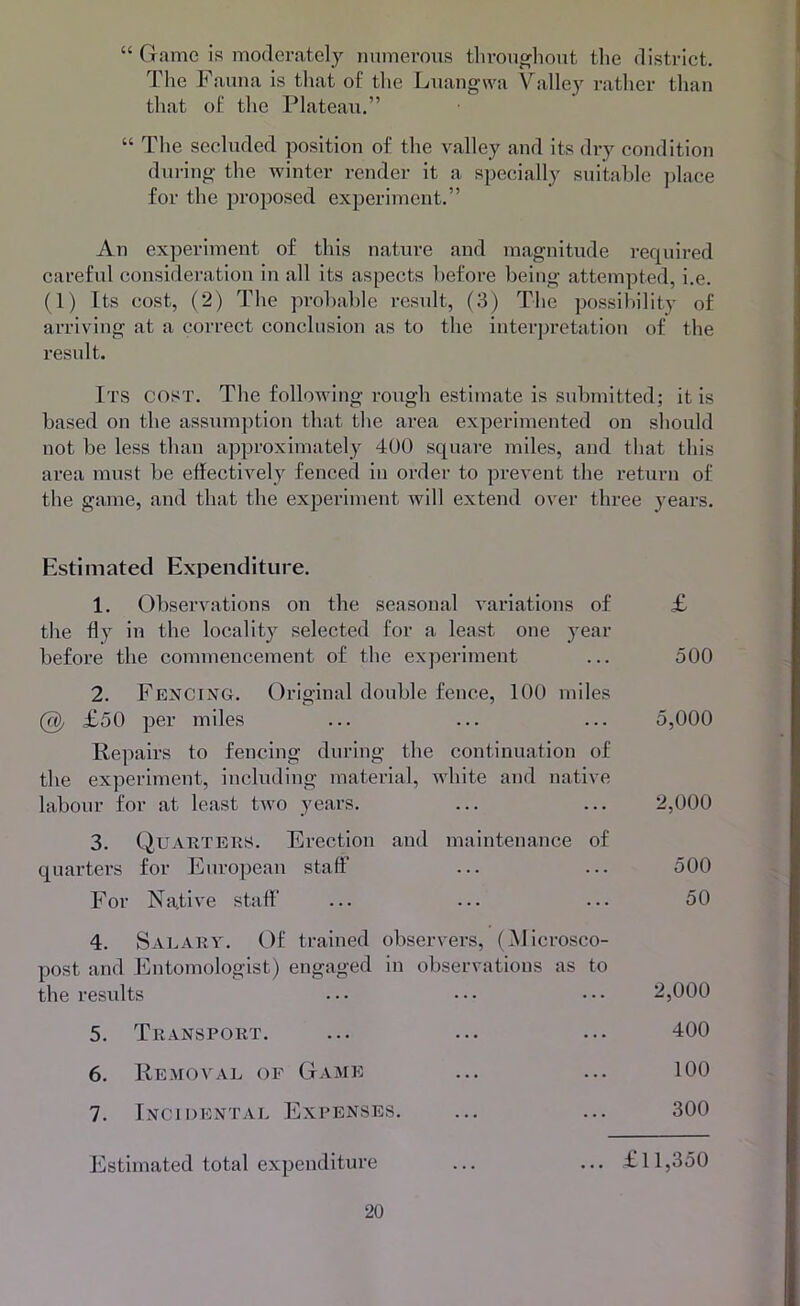 “ Game is moderately numerous throughout the district.
The Fauna is that of the Luangwa Valley rather than
that of the Plateau.”
“ The secluded position of the valley and its dry condition
during the winter render it a specially suitable place
for the proposed experiment.”
An experiment of this nature and magnitude required
careful consideration in all its aspects before being attempted, i.e.
(1) Its cost, (2) The probable result, (3) The possibility of
arriving at a correct conclusion as to the interpretation of the
result.
ITS COST. The following rough estimate is submitted; it is
based on the assumption that the area experimented on should
not be less than approximately 400 square miles, and that this
area must be effectively fenced in order to prevent the return of
the game, and that the experiment will extend over three years.
Estimated Expenditure.
1. Observations on the seasonal variations of £
the fly in the locality selected for a least one year
before the commencement of the experiment ... 500
2. FENCING. Original double fence, 100 miles
@ £50 per miles ... ... ... 5,000
Repairs to fencing during the continuation of
the experiment, including material, white and native
labour for at least two years. ... ... 2,000
3. QUARTERS. Erection and maintenance of
quarters for European staff ... ... 500
For Native staff ... ... ... 50
4. SALARY. Of trained observers, (Microsco-
post and Entomologist) engaged in observations as to
the results ... ... ... 2,000
5. TRANSPORT. ... ... ... 400
6. REMOVAL OF GAME ... ... 100
7. INCIDENTAL EXPENSES. ... ... 300
Estimated total expenditure ... ... £11,350
20